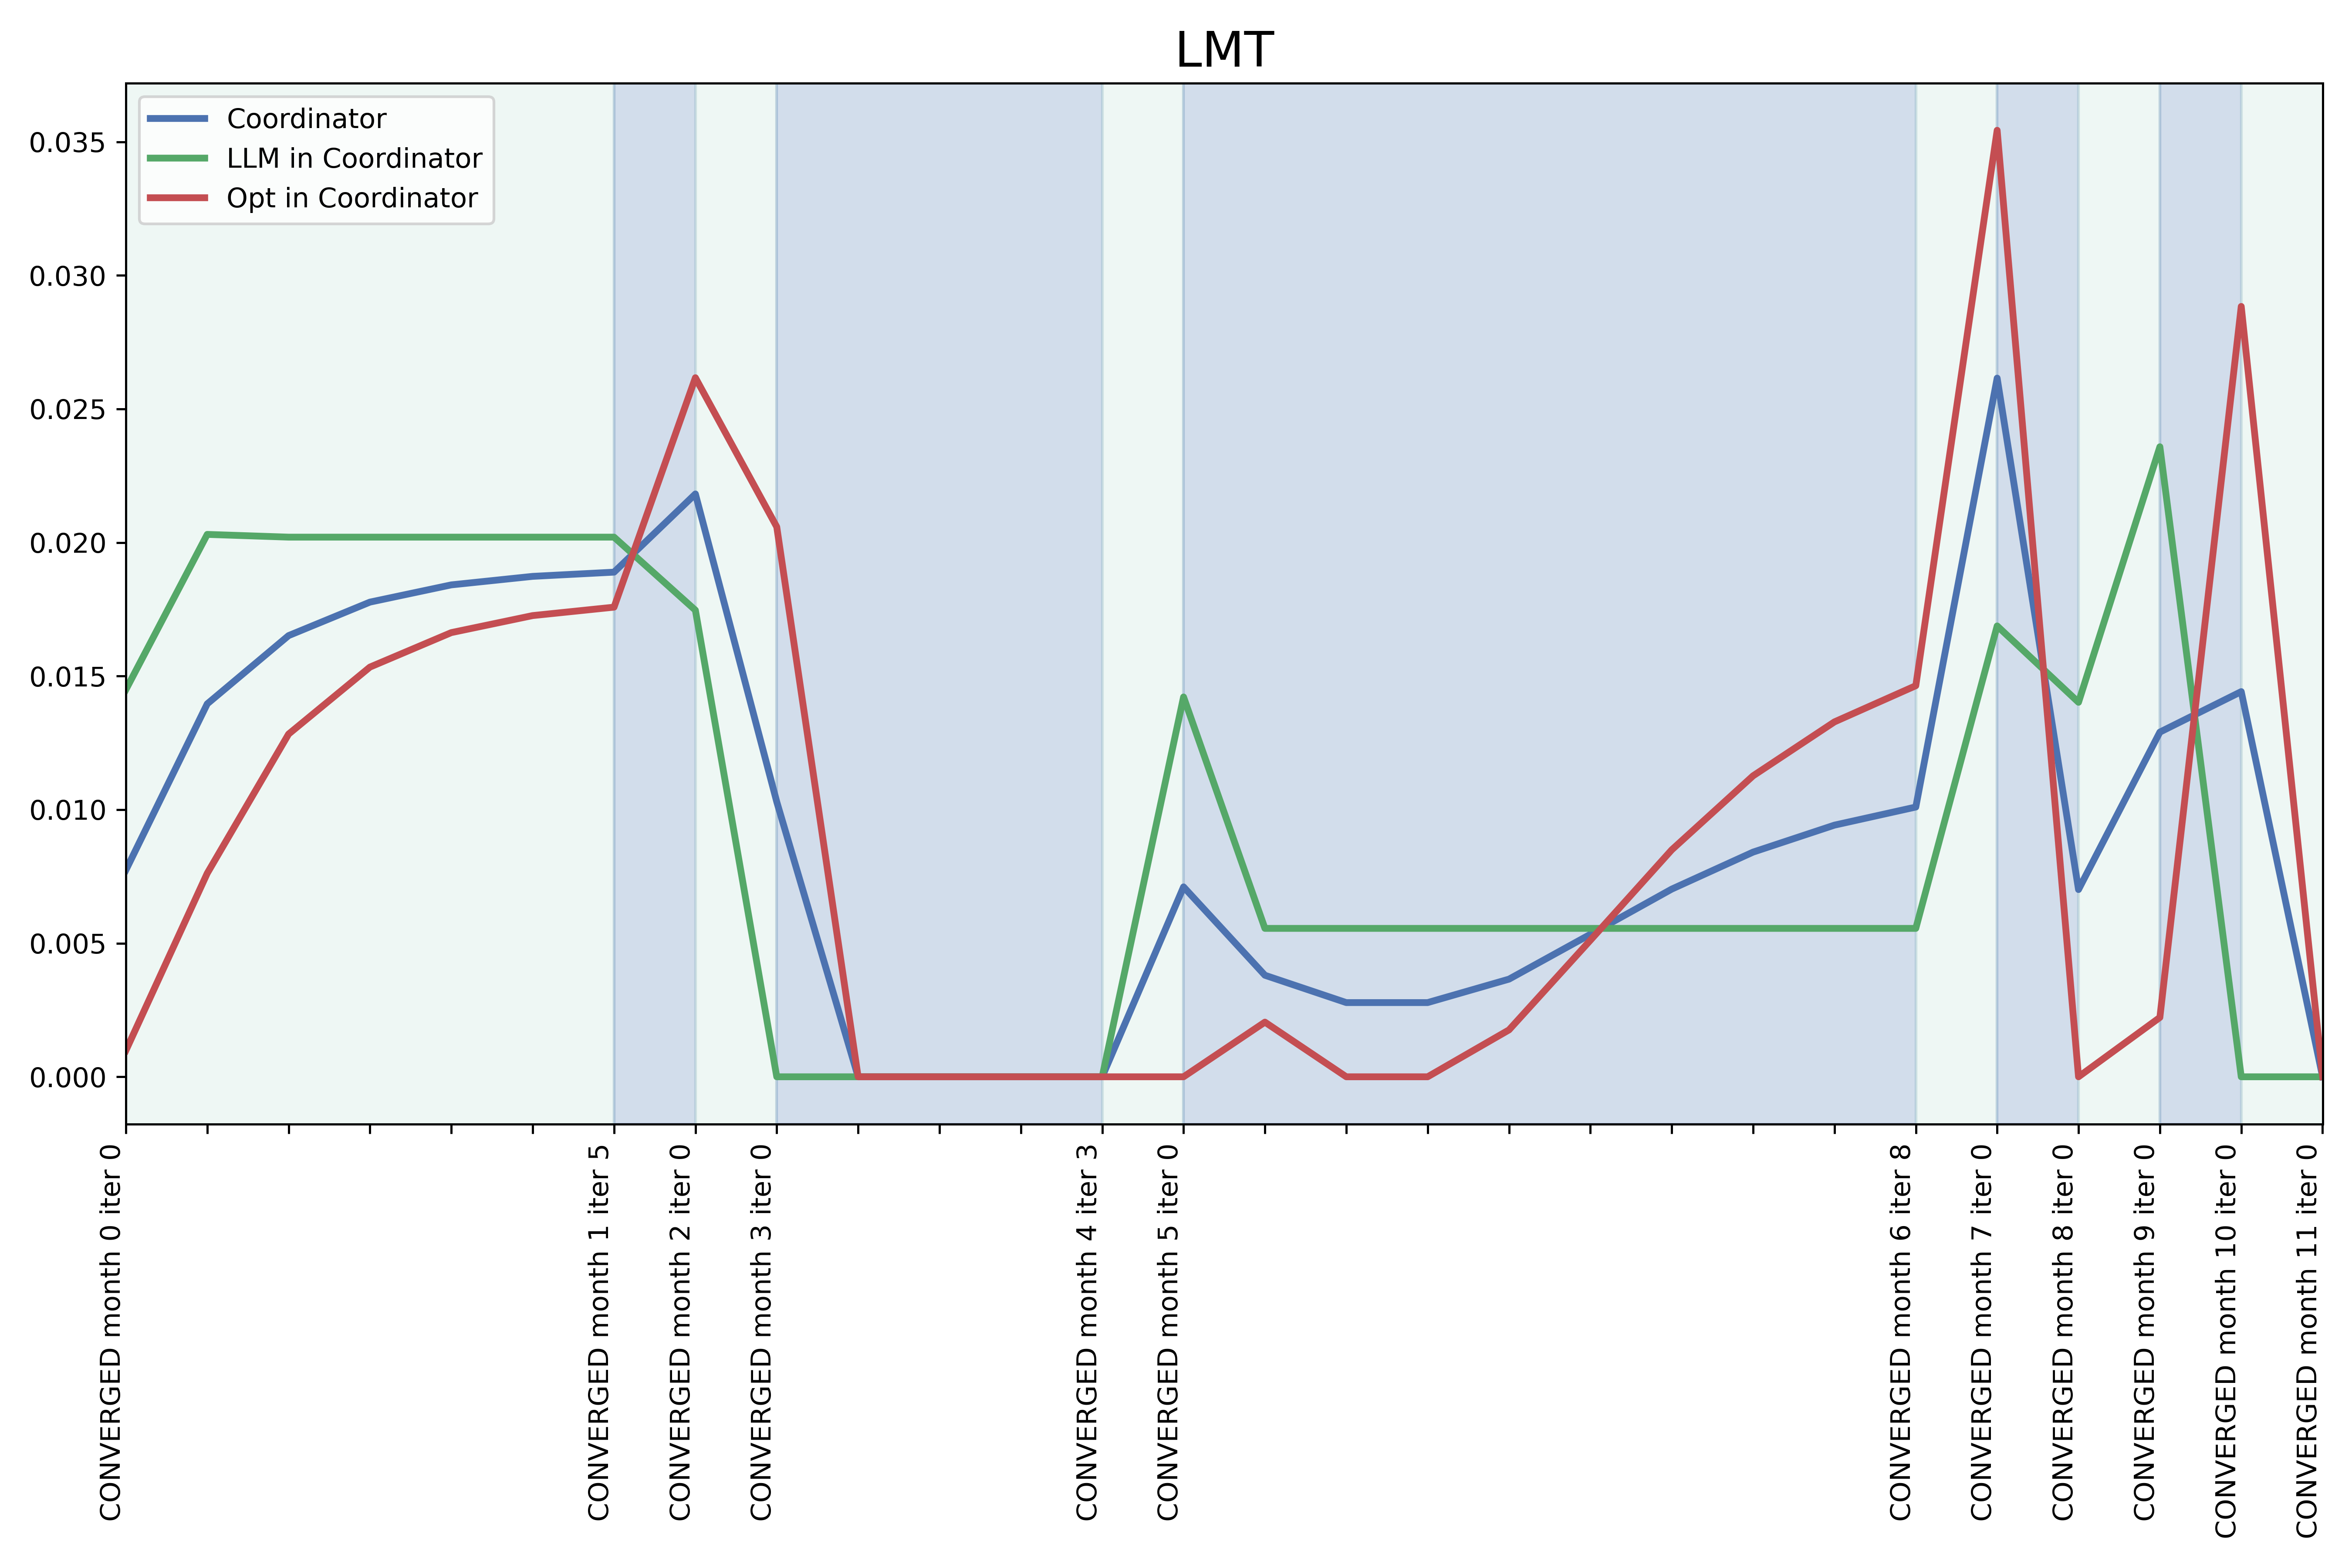 LMT
Coordinator
LLM in Coordinator
Opt in Coordinator
0.035
0.030
0.025
0.020
0.015
0.010
0.005
0.000
CONVERGED month 0 iter 0
CONVERGED month 1 iter 5
CONVERGED month 2 iter 0
CONVERGED month 3 iter 0
CONVERGED month 4 iter 3
CONVERGED month 5 iter 0
CONVERGED month 6 iter 8
CONVERGED month 7 iter 0
CONVERGED month 8 iter 0
CONVERGED month 9 iter 0
CONVERGED month 10 iter 0
CONVERGED month 11 iter 0